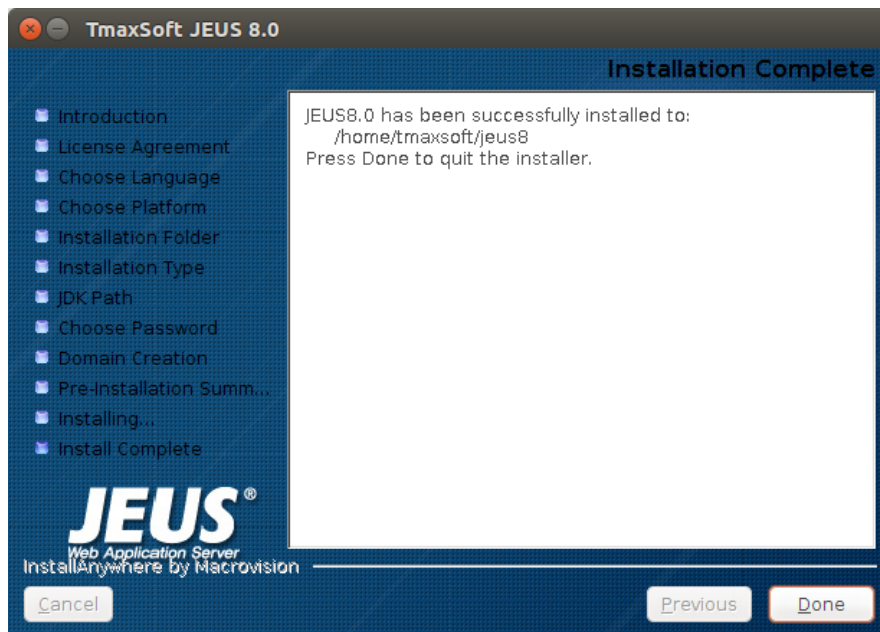 TmaxSoft JEUS 8.0
Installation Complete
Introduction
License Agreement
Choose Language
Choose Platform
Installation Folder
Installation Type
JDK Path
Choose Password
Domain Creation
Pre-Installation Summ...
Installing...
Install Complete
JEUS8.0 has been successfully installed to:
/home/tmaxsoft/jeus8
Press Done to quit the installer.
JEUS®
Web Application Server
InstallAnywhere by Macrovision
Cancel
Previous
Done